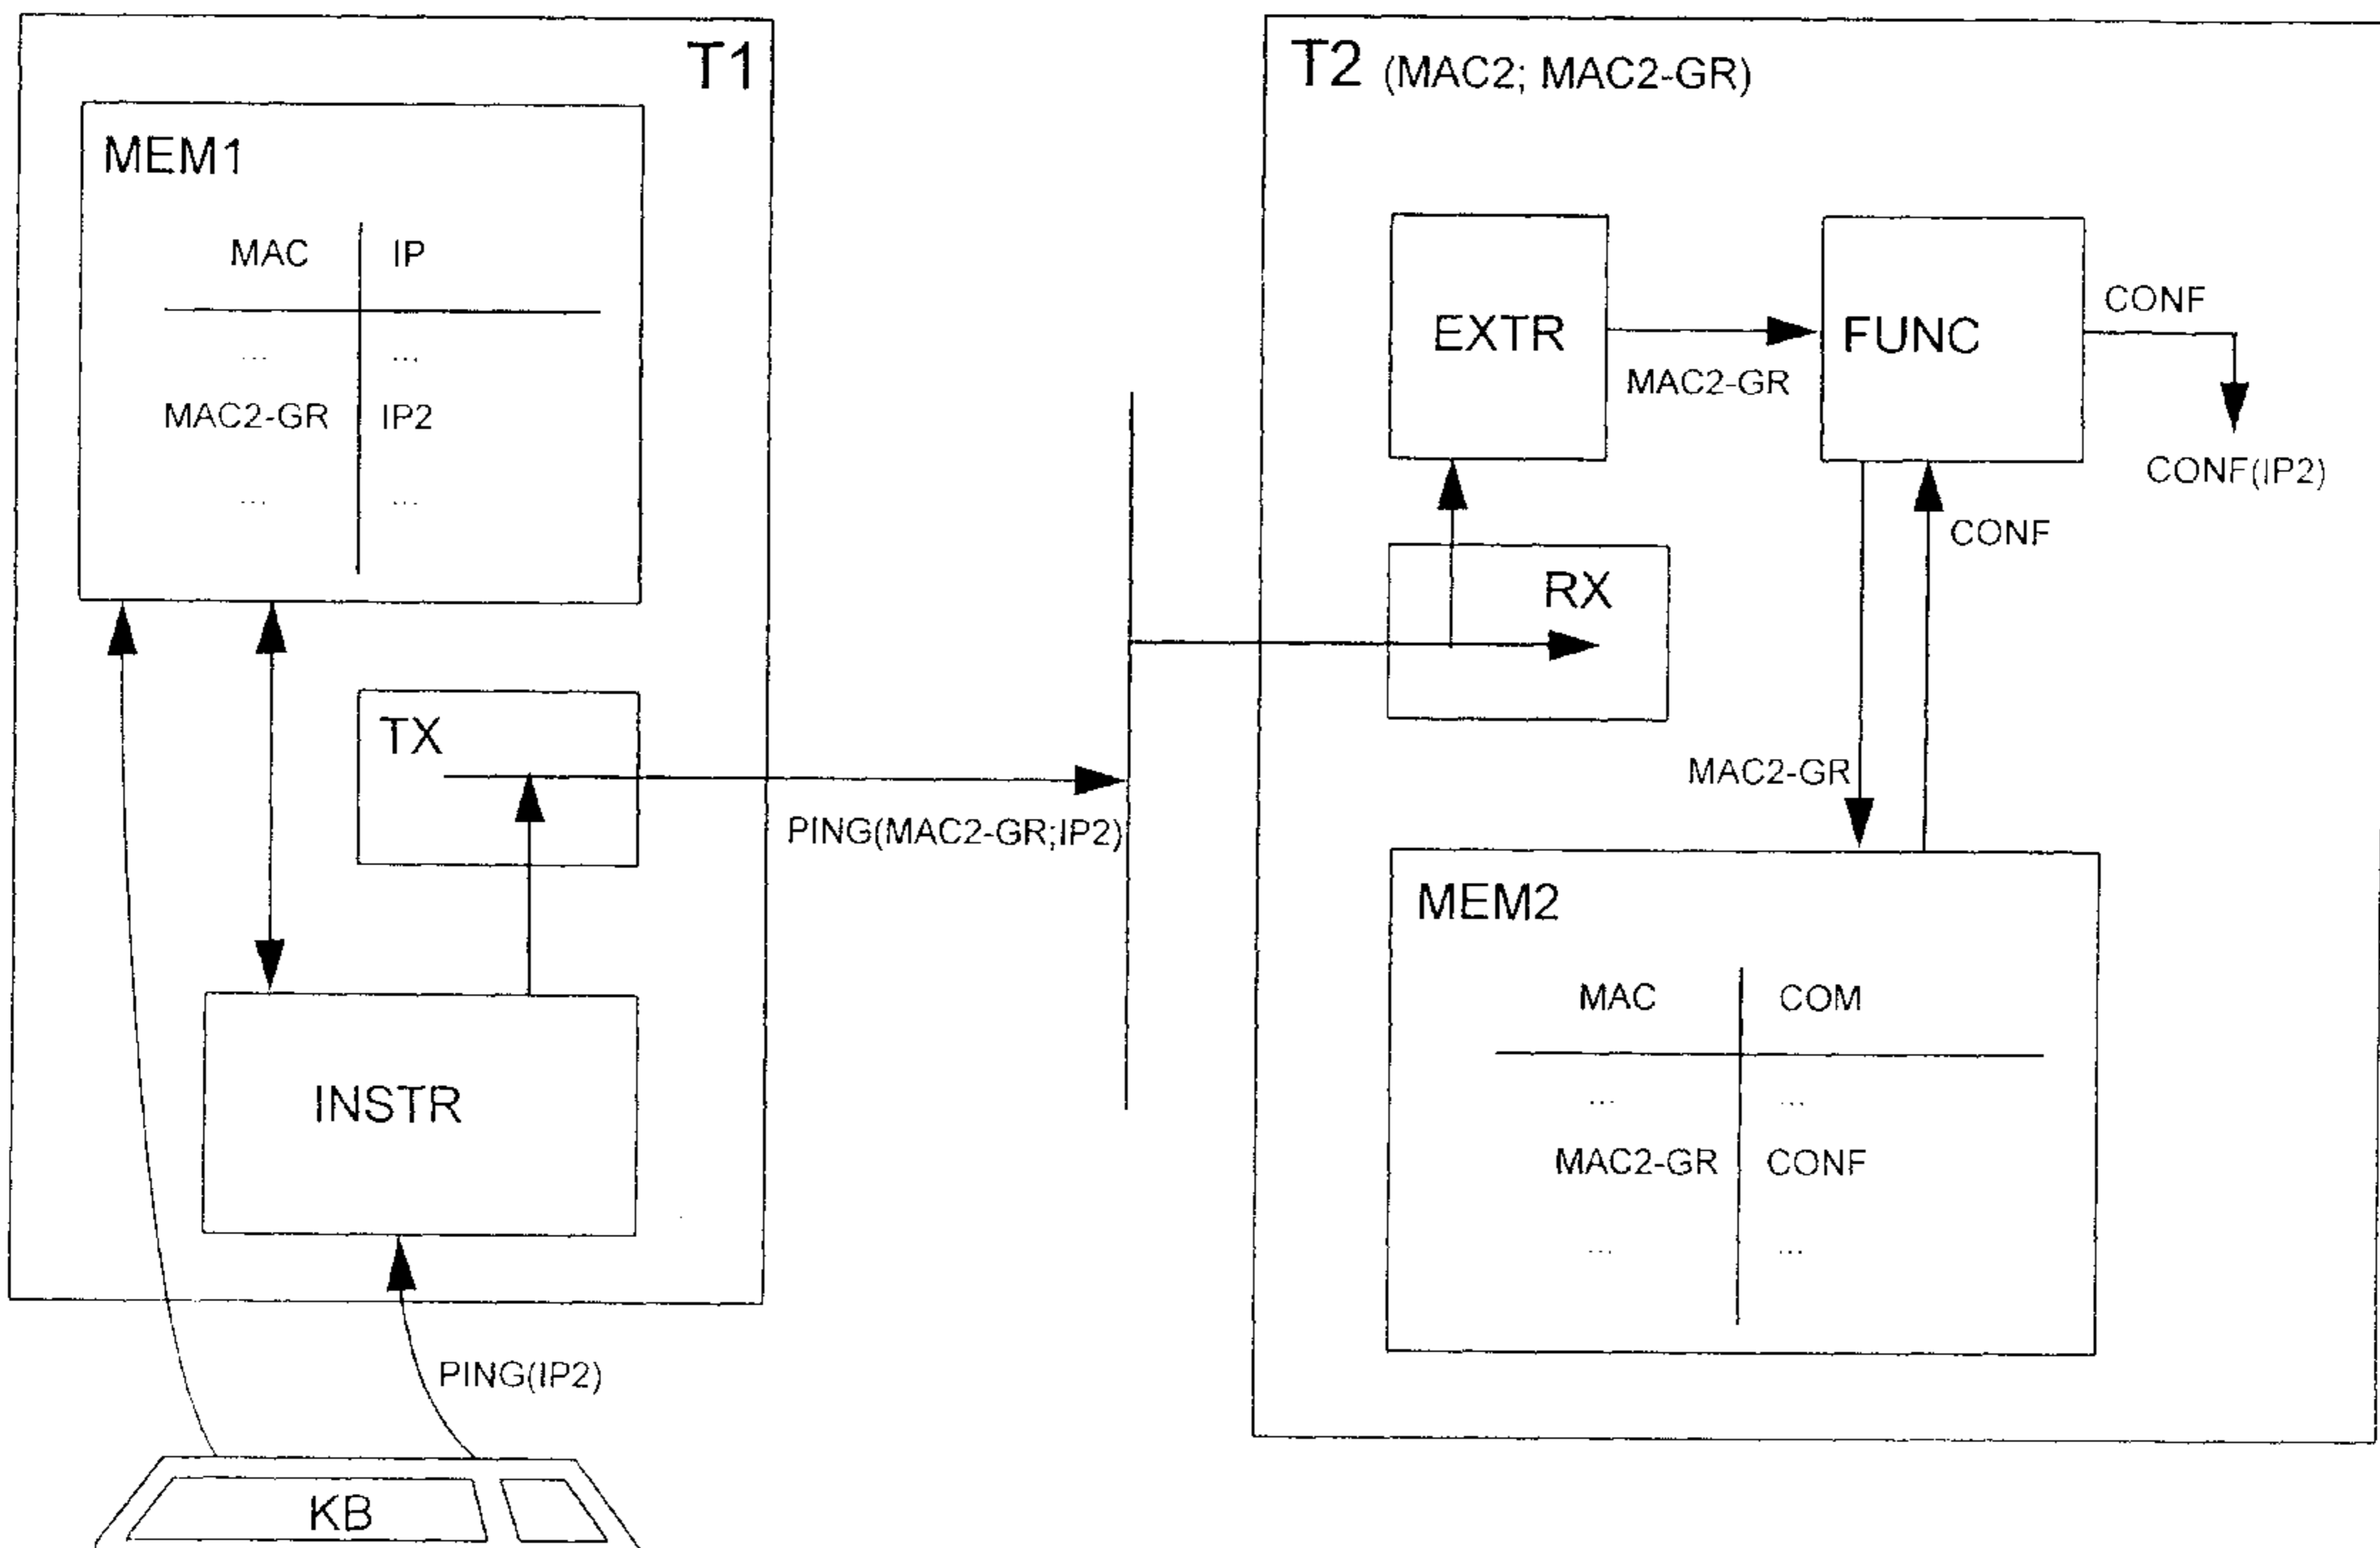 T1
MEM1
MAC IP
... ...
MAC2-GR IP2
... ...
TX
PING(MAC2-GR;IP2)
INSTR
PING(IP2)
KB
T2 (MAC2; MAC2-GR)
EXTR
MAC2-GR
FUNC
CONF
CONF(IP2)
CONF
RX
MAC2-GR
MEM2
MAC COM
... ...
MAC2-GR CONF
... ...